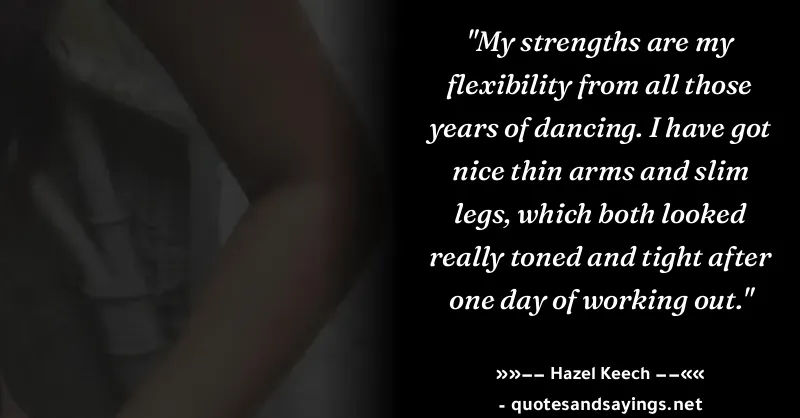 "My strengths are my
flexibility from all those
years of dancing. I have got
nice thin arms and slim
legs, which both looked
really toned and tight after
one day of working out."
»»−− Hazel Keech −−««
- quotesandsayings.net